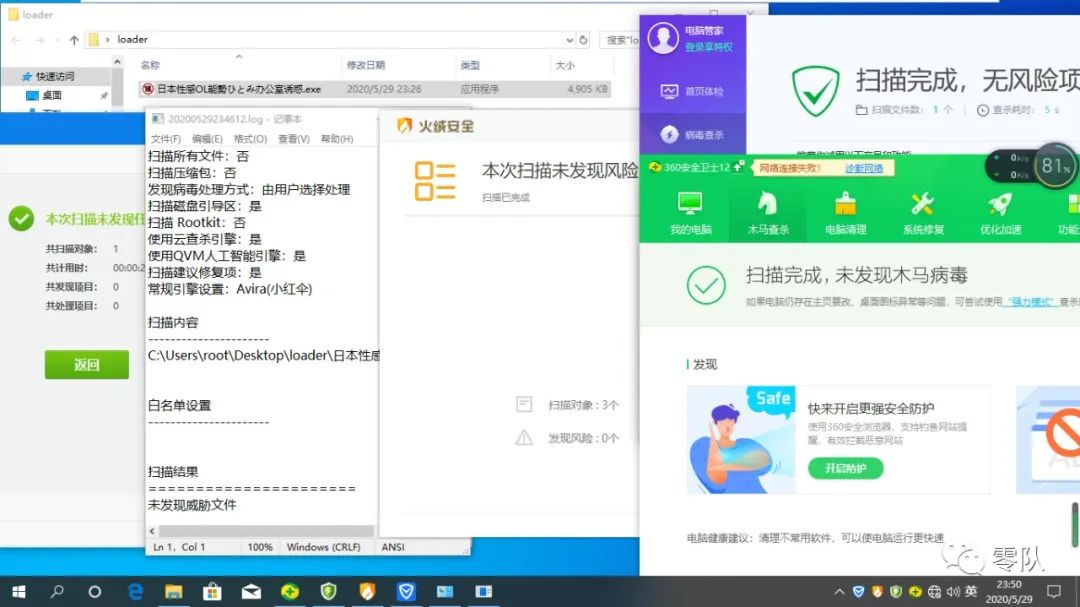 loader
loader
搜索"lo
名称
修改日期
类型
大小
快速访问
桌面
日本性感OL能勢ひとみ办公室诱惑.exe
2020/5/29 23:26
应用程序
4,905 KB
20200529234612.log - 记事本
文件(F) 编辑(E) 格式(O) 查看(V) 帮助(H)
扫描所有文件：否
扫描压缩包：否
发现病毒处理方式：由用户选择处理
扫描磁盘引导区：是
扫描 Rootkit：否
使用云查杀引擎：是
使用QVM人工智能引擎：是
扫描建议修复项：是
常规引擎设置：Avira(小红伞)
扫描内容
----------------------
C:\Users\root\Desktop\loader\日本性感
白名单设置
----------------------
扫描结果
=======================
未发现威胁文件
Ln 1, Col 1
100%
Windows (CRLF)
ANSI
本次扫描未发现任
共扫描对象： 1
共计用时： 00:00:2
共发现项目： 0
共处理项目： 0
返回
火绒安全
本次扫描未发现风险
扫描已完成
扫描对象：3个
发现风险：0个
电脑管家
登录享特权
首页体检
病毒查杀
扫描完成，无风险项
扫描文件数： 1 个
查杀耗时： 5 s
360安全卫士12
网络连接失败！
诊断网络
0K/s
0K/s
81%
我的电脑
木马查杀
电脑清理
系统修复
优化加速
功能
扫描完成，未发现木马病毒
如果电脑仍存在主页篡改、桌面图标异常等问题，可尝试使用"强力模式"查杀
发现
Safe
快来开启更强安全防护
使用360安全浏览器，支持钓鱼网站提
醒，有效拦截恶意网站
开启防护
电脑健康建议：清理不常用软件，可以使电脑运行更快速
零队
英
23:50
2020/5/29